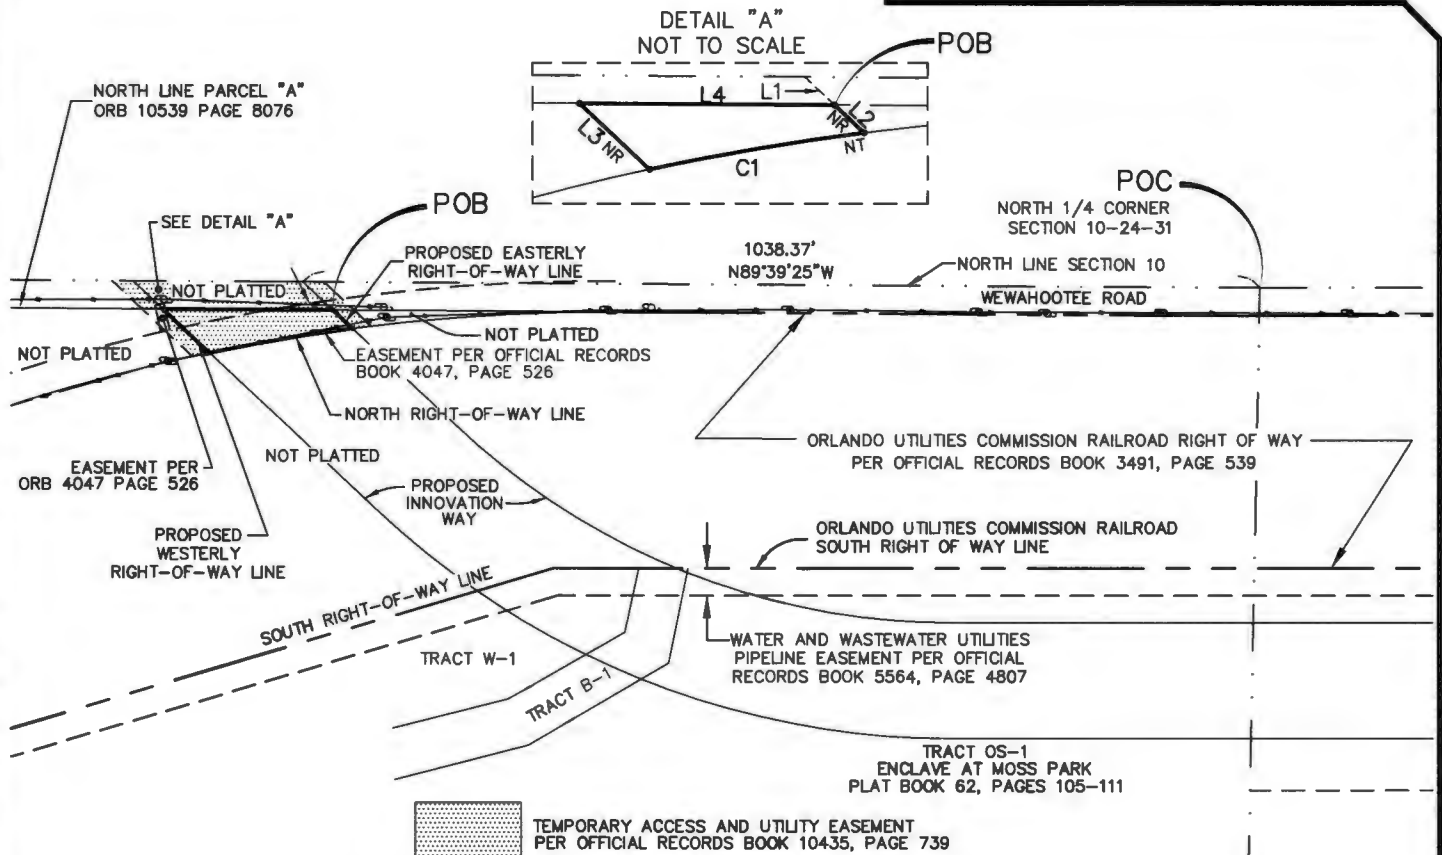 DETAIL "A"
NOT TO SCALE
POB
L4
L1
L2
NR
NT
L3
NR
C1
NORTH LINE PARCEL "A"
ORB 10539 PAGE 8076
SEE DETAIL "A"
POB
PROPOSED EASTERLY
RIGHT-OF-WAY LINE
1038.37'
N89°39'25"W
POC
NORTH 1/4 CORNER
SECTION 10-24-31
NORTH LINE SECTION 10
WEWAHOOTEE ROAD
NOT PLATTED
NOT PLATTED
NOT PLATTED
EASEMENT PER OFFICIAL RECORDS
BOOK 4047, PAGE 526
NORTH RIGHT-OF-WAY LINE
NOT PLATTED
EASEMENT PER
ORB 4047 PAGE 526
PROPOSED
INNOVATION
WAY
ORLANDO UTILITIES COMMISSION RAILROAD RIGHT OF WAY
PER OFFICIAL RECORDS BOOK 3491, PAGE 539
PROPOSED
WESTERLY
RIGHT-OF-WAY LINE
ORLANDO UTILITIES COMMISSION RAILROAD
SOUTH RIGHT OF WAY LINE
SOUTH RIGHT-OF-WAY LINE
TRACT W-1
TRACT B-1
WATER AND WASTEWATER UTILITIES
PIPELINE EASEMENT PER OFFICIAL
RECORDS BOOK 5564, PAGE 4807
TRACT OS-1
ENCLAVE AT MOSS PARK
PLAT BOOK 62, PAGES 105-111
TEMPORARY ACCESS AND UTILITY EASEMENT
PER OFFICIAL RECORDS BOOK 10435, PAGE 739